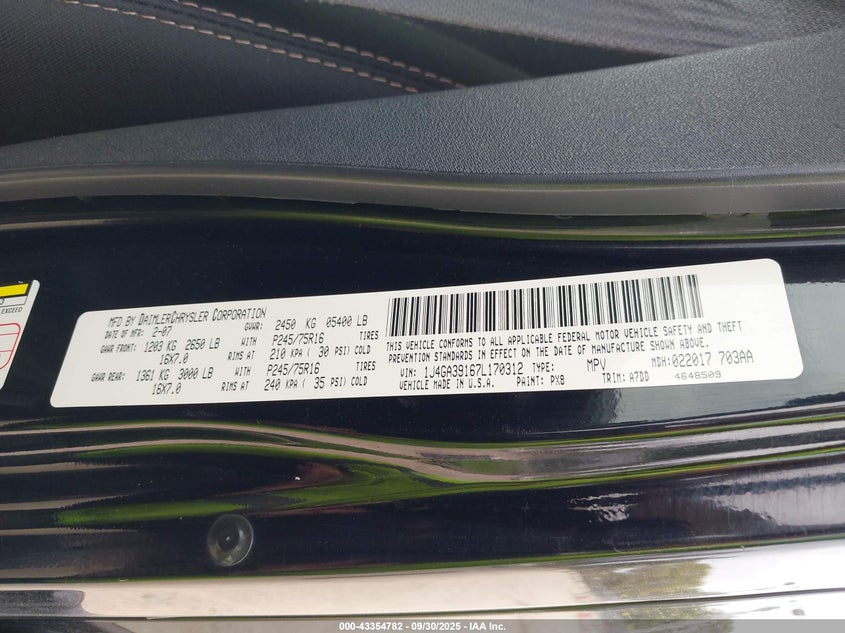 MFD BY DAIMLERCHRYSLER CORPORATION
DATE OF MFR: 2-07 GVWR: 2450 KG 05400 LB
GAWR FRONT: 1203 KG 2650 LB WITH P245/75R16 TIRES
16X7.0 RIMS AT 210 KPA ( 30 PSI) COLD
GAWR REAR: 1361 KG 3000 LB WITH P245/75R16 TIRES
16X7.0 RIMS AT 240 KPA ( 35 PSI) COLD
THIS VEHICLE CONFORMS TO ALL APPLICABLE FEDERAL MOTOR VEHICLE SAFETY AND THEFT
PREVENTION STANDARDS IN EFFECT ON THE DATE OF MANUFACTURE SHOWN ABOVE.
VIN: 1J4GA39167L170312 TYPE: MPV MDH:022017 703AA
VEHICLE MADE IN U.S.A. PAINT: PXB TRIM: A7DD 4648509
EXCEED
000-43354782 - 09/30/2025 - IAA Inc.